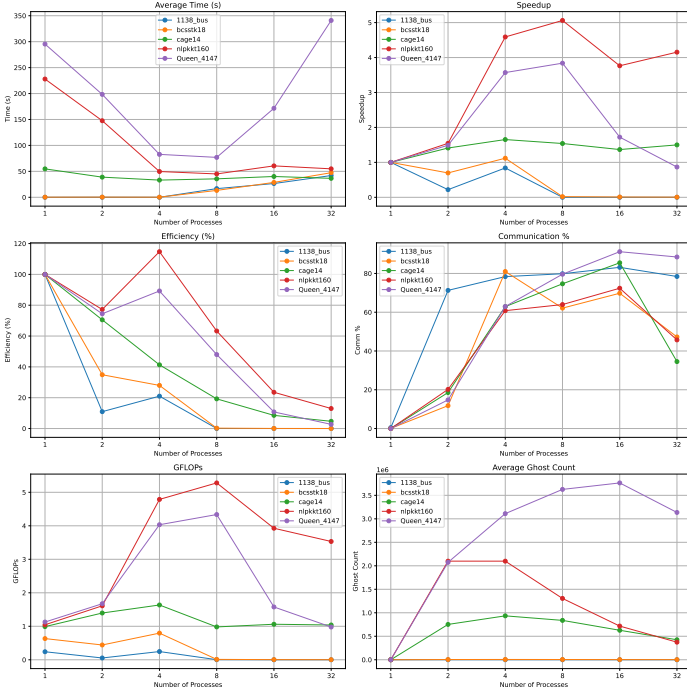 Average Time (s)
350
300
250
200
150
100
50
0
Time (s)
1138_bus
bcsstk18
cage14
nlpkkt160
Queen_4147
1 2 4 8 16 32
Number of Processes
Speedup
5
4
3
2
1
0
Speedup
1138_bus
bcsstk18
cage14
nlpkkt160
Queen_4147
1 2 4 8 16 32
Number of Processes
Efficiency (%)
120
100
80
60
40
20
0
Efficiency (%)
1138_bus
bcsstk18
cage14
nlpkkt160
Queen_4147
1 2 4 8 16 32
Number of Processes
Communication %
80
60
40
20
0
Comm %
1138_bus
bcsstk18
cage14
nlpkkt160
Queen_4147
1 2 4 8 16 32
Number of Processes
GFLOPs
5
4
3
2
1
0
GFLOPs
1138_bus
bcsstk18
cage14
nlpkkt160
Queen_4147
1 2 4 8 16 32
Number of Processes
Average Ghost Count
1e6
3.5
3.0
2.5
2.0
1.5
1.0
0.5
0.0
Ghost Count
1138_bus
bcsstk18
cage14
nlpkkt160
Queen_4147
1 2 4 8 16 32
Number of Processes